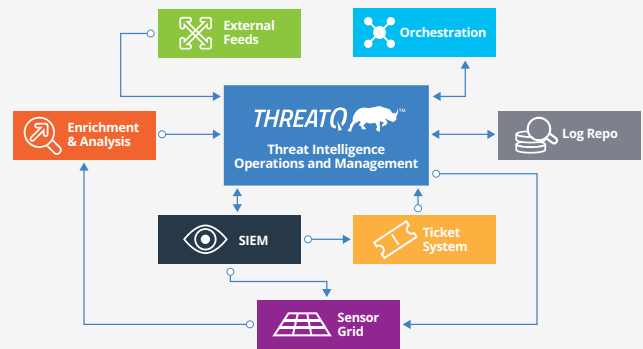 External
Feeds
Orchestration
THREATQ™
Threat Intelligence
Operations and Management
Enrichment
& Analysis
Log Repo
SIEM
Ticket
System
Sensor
Grid